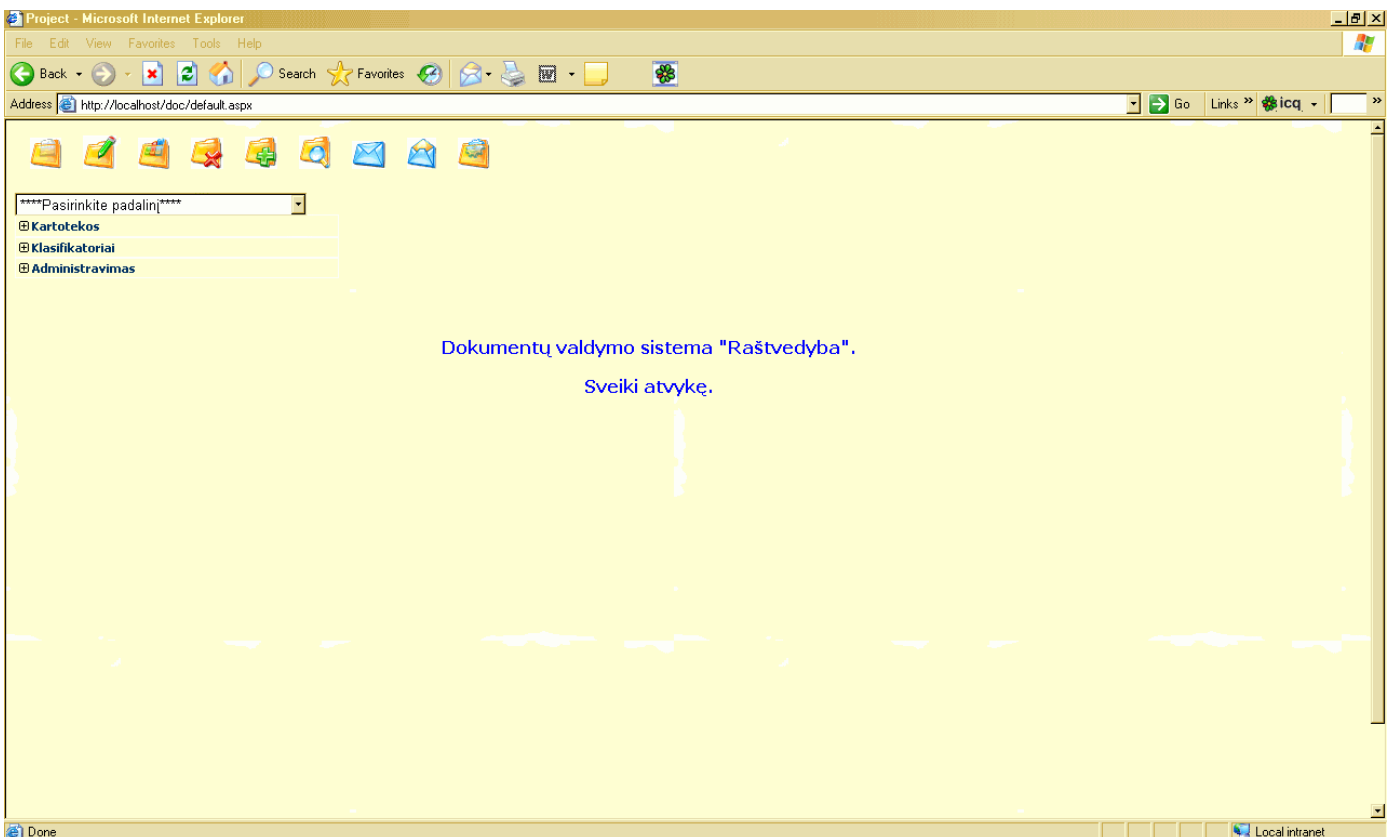 Project - Microsoft Internet Explorer
File Edit View Favorites Tools Help
Back Search Favorites
Address http://localhost/doc/default.aspx Go Links » icq »
****Pasirinkite padalinį****
Kartotekos
Klasifikatoriai
Administravimas
Dokumentų valdymo sistema "Raštvedyba".
Sveiki atvykę.
Done Local intranet